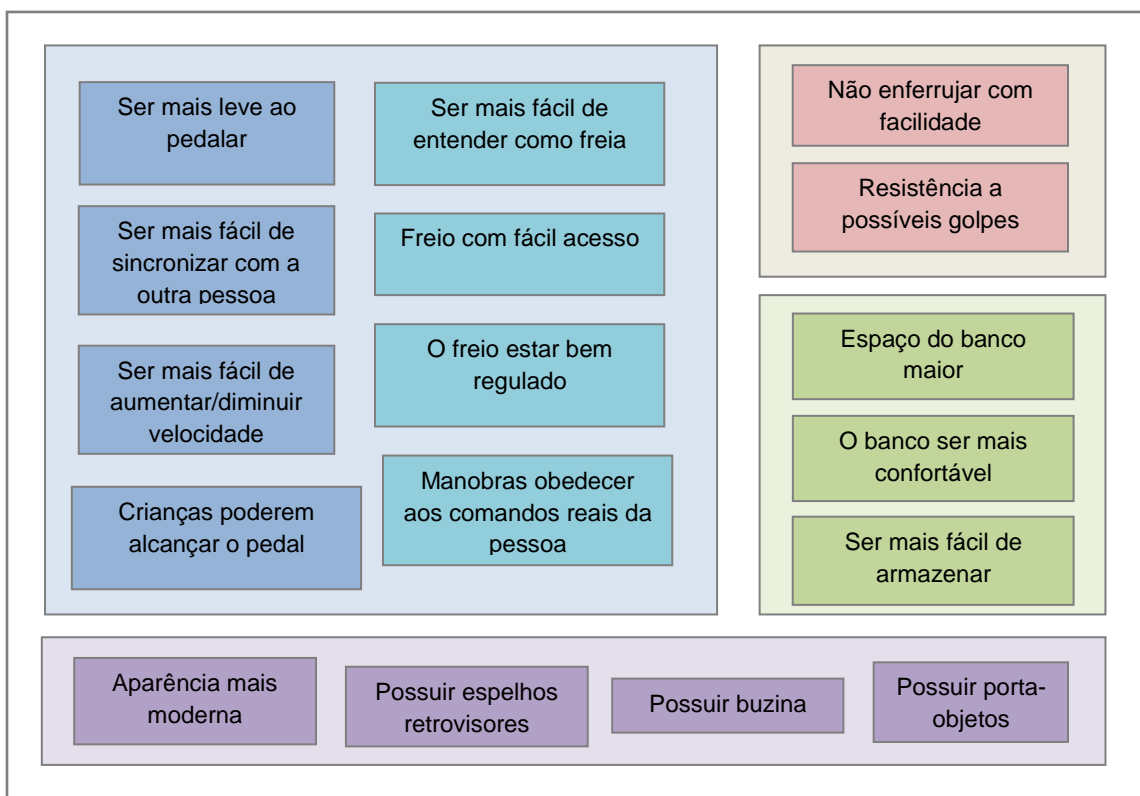 Ser mais leve ao
pedalar
Ser mais fácil de
sincronizar com a
outra pessoa
Ser mais fácil de
aumentar/diminuir
velocidade
Crianças poderem
alcançar o pedal
Ser mais fácil de
entender como freia
Freio com fácil acesso
O freio estar bem
regulado
Manobras obedecer
aos comandos reais da
pessoa
Não enferrujar com
facilidade
Resistência a
possíveis golpes
Espaço do banco
maior
O banco ser mais
confortável
Ser mais fácil de
armazenar
Aparência mais
moderna
Possuir espelhos
retrovisores
Possuir buzina
Possuir porta-
objetos